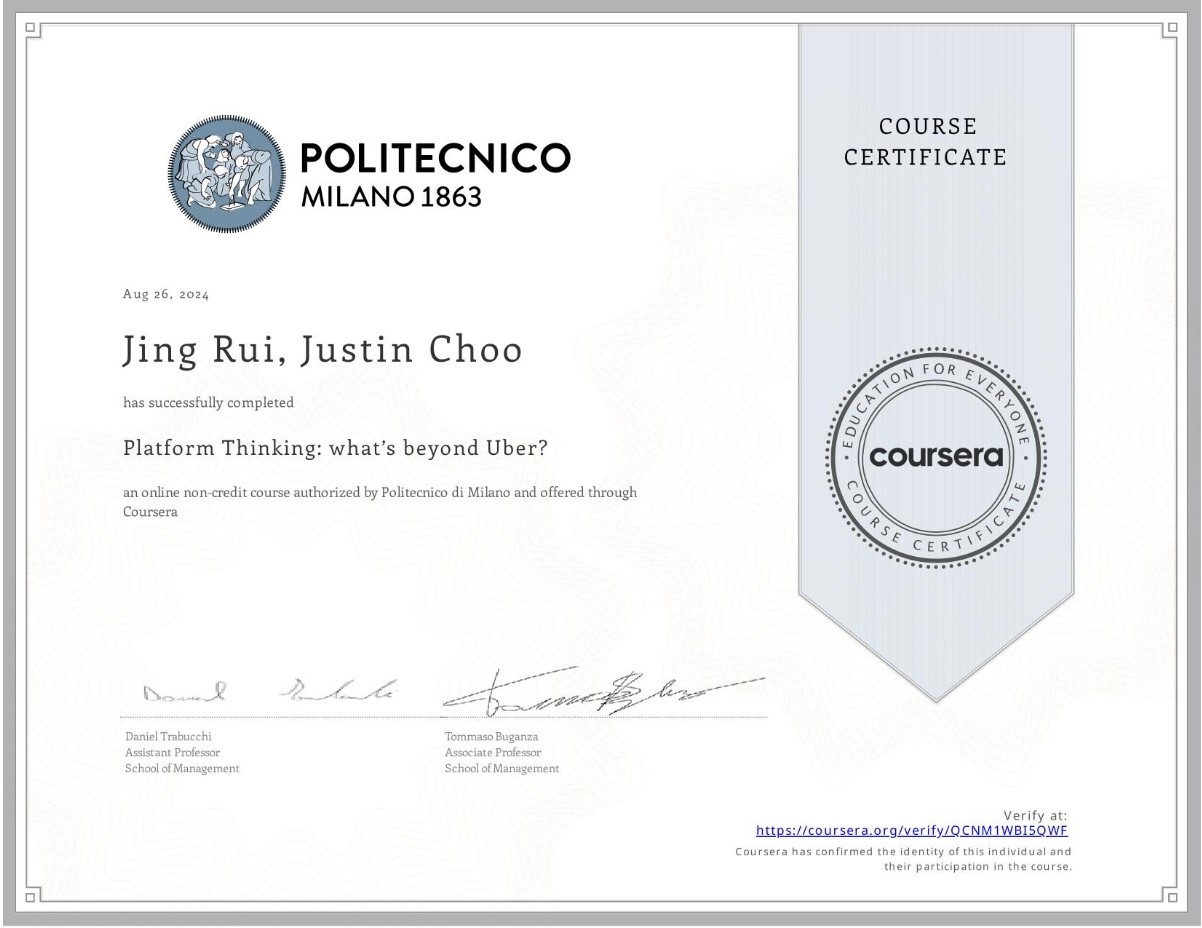 POLITECNICO
MILANO 1863
COURSE
CERTIFICATE
Aug 26, 2024
Jing Rui, Justin Choo
has successfully completed
Platform Thinking: what’s beyond Uber?
an online non-credit course authorized by Politecnico di Milano and offered through
Coursera
EDUCATION FOR EVERYONE
coursera
COURSE CERTIFICATE
Daniel Trabucchi
Assistant Professor
School of Management
Tommaso Buganza
Associate Professor
School of Management
Verify at:
https://coursera.org/verify/QCNM1WBI5QWF
Coursera has confirmed the identity of this individual and
their participation in the course.